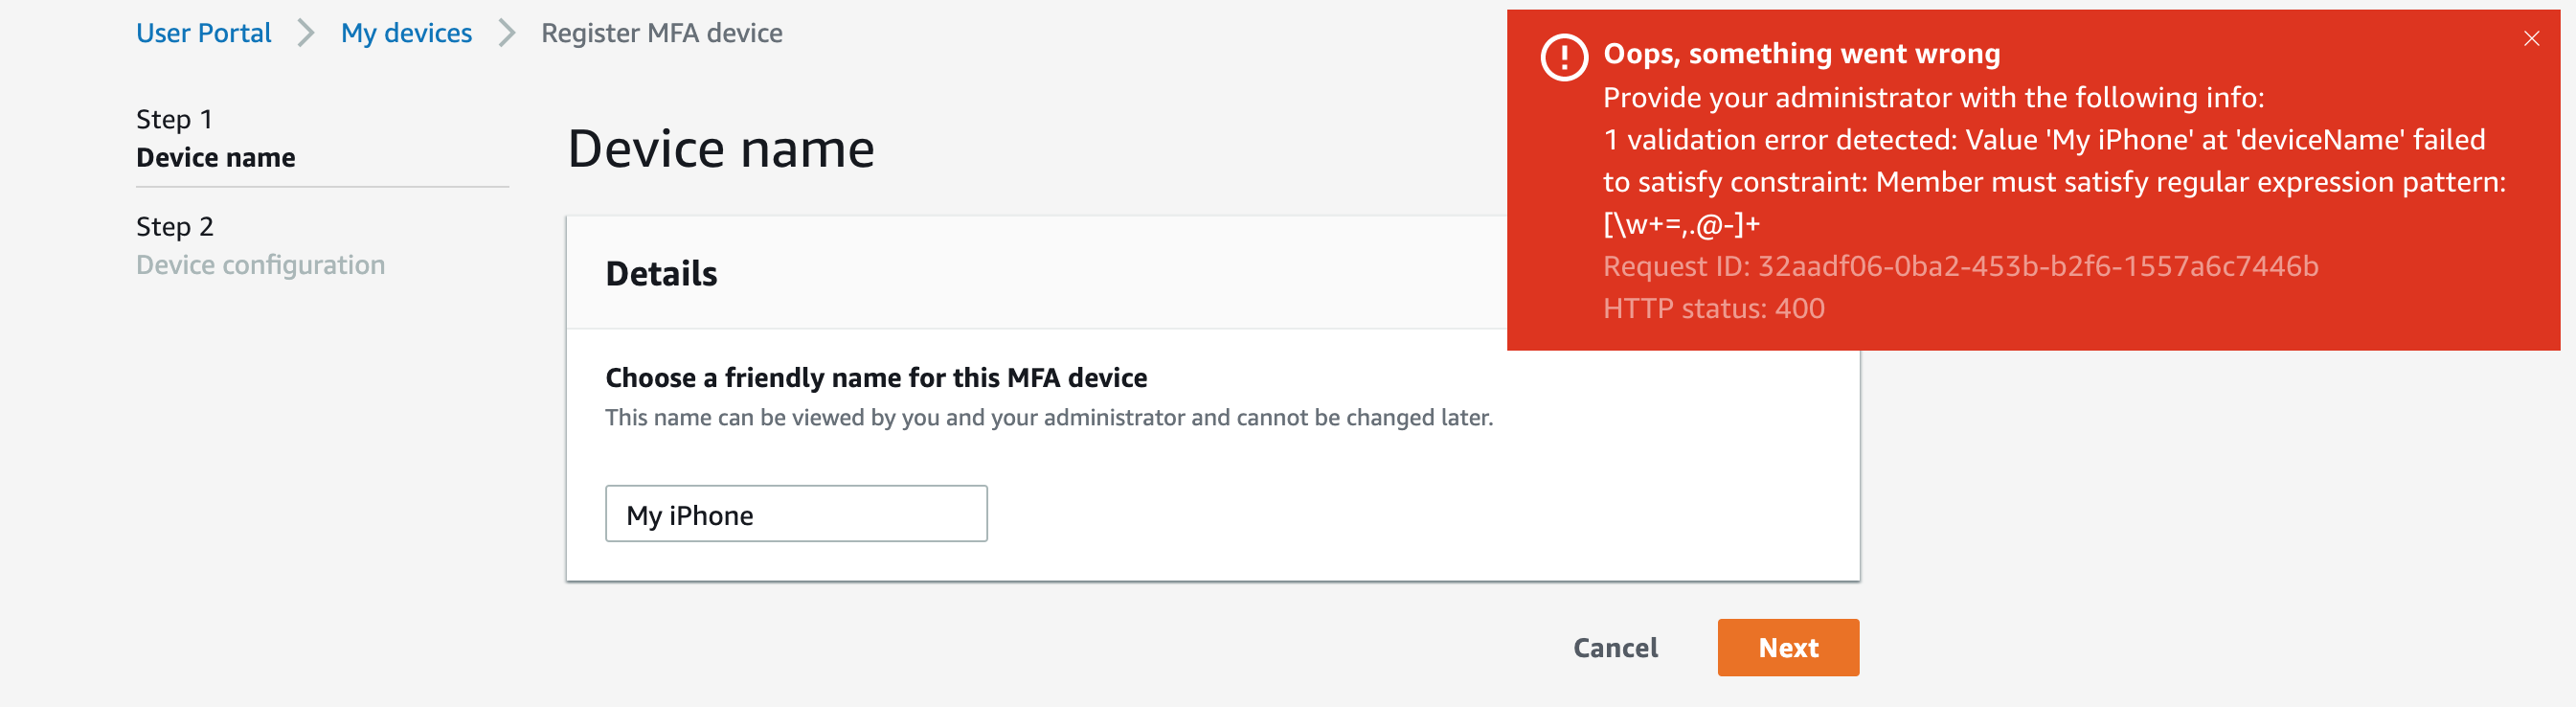 User Portal > My devices > Register MFA device
Step 1
Device name
Step 2
Device configuration
Device name
Details
Choose a friendly name for this MFA device
This name can be viewed by you and your administrator and cannot be changed later.
My iPhone
Cancel
Next
Oops, something went wrong
Provide your administrator with the following info:
1 validation error detected: Value 'My iPhone' at 'deviceName' failed
to satisfy constraint: Member must satisfy regular expression pattern:
[\w+=,.@-]+
Request ID: 32aadf06-0ba2-453b-b2f6-1557a6c7446b
HTTP status: 400